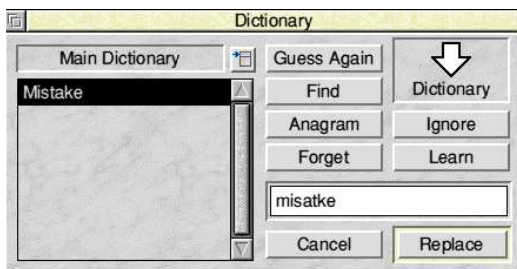 Dictionary
Main Dictionary
Mistake
Guess Again
Find
Anagram
Forget
Dictionary
Ignore
Learn
misatke
Cancel
Replace